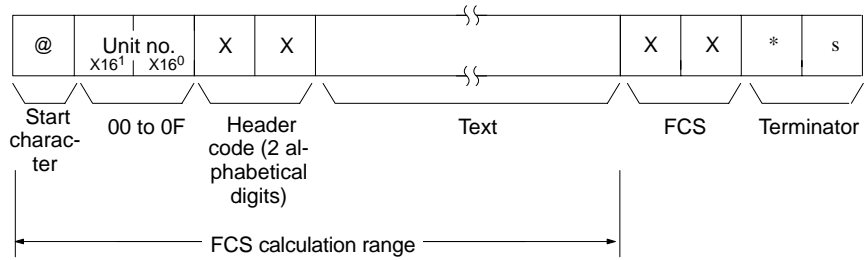 @ Unit no. X X X X * s
X16¹ X16⁰
Start charac-ter 00 to 0F Header code (2 al-phabetical digits) Text FCS Terminator
FCS calculation range